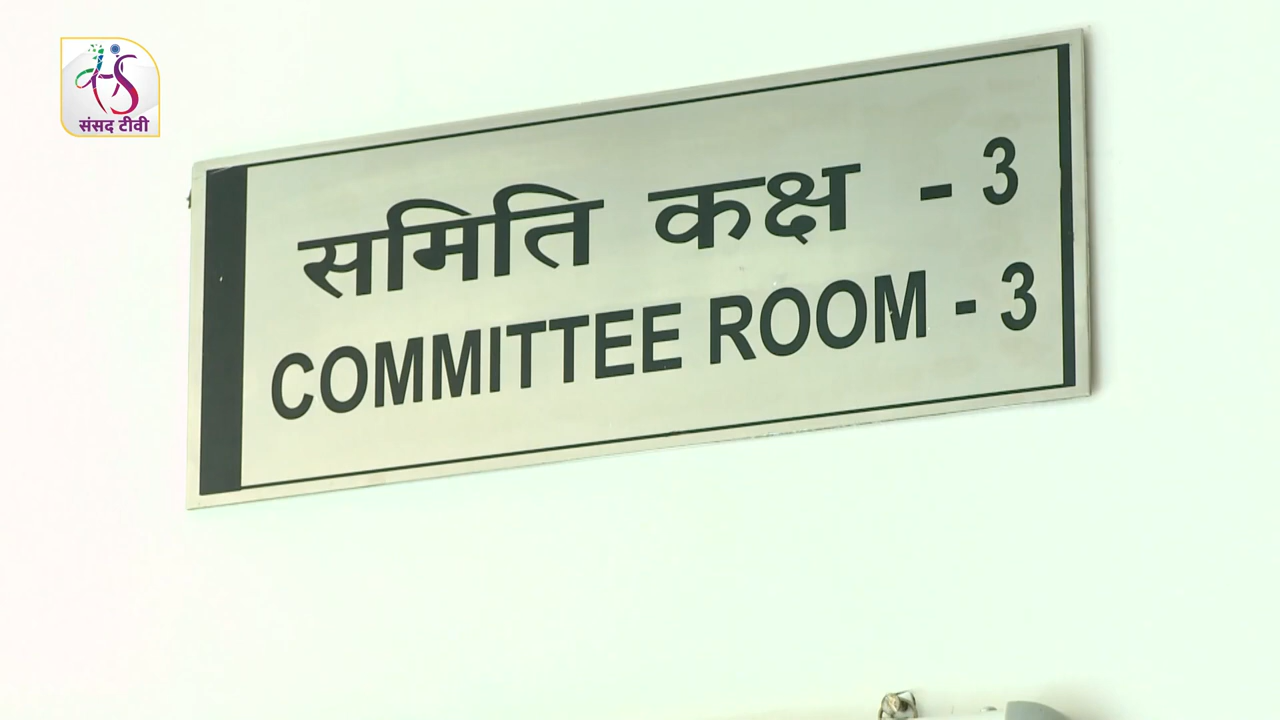 संसद टीवी
समिति कक्ष - 3
COMMITTEE ROOM - 3